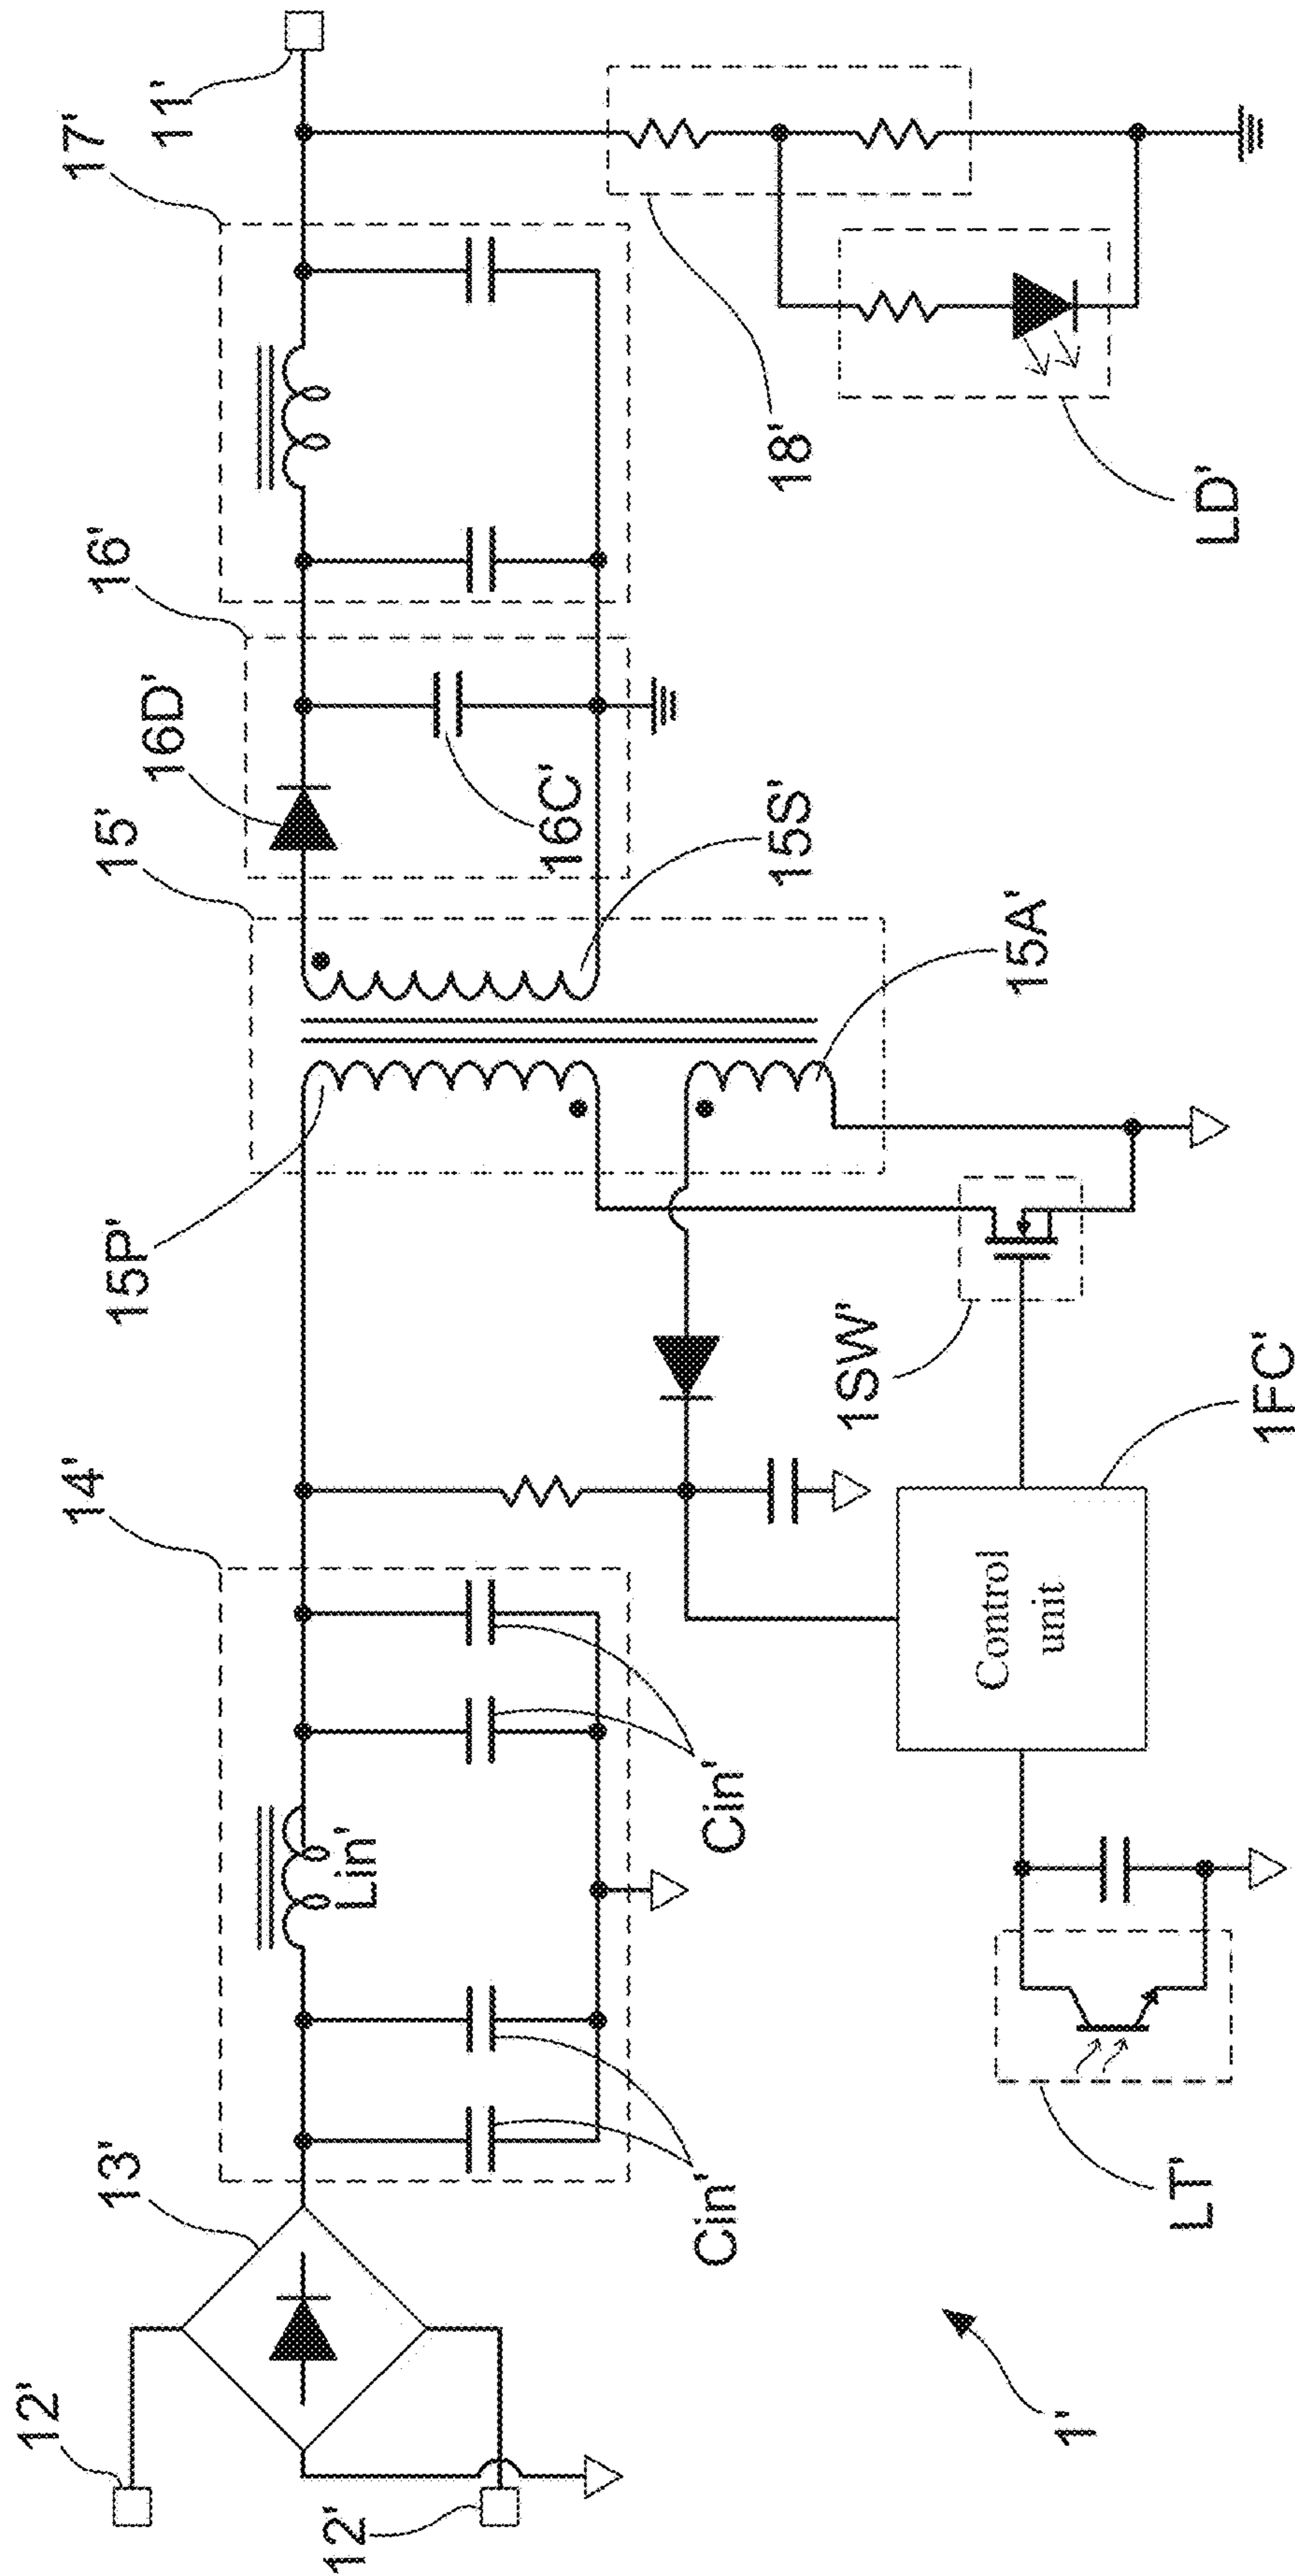 12'
12'
13'
14'
Lin'
Cin'
Cin'
15P'
15'
15S'
15A'
16'
16D'
16C'
17'
11'
18'
LD'
1SW'
1FC'
Control
unit
LT'
1'